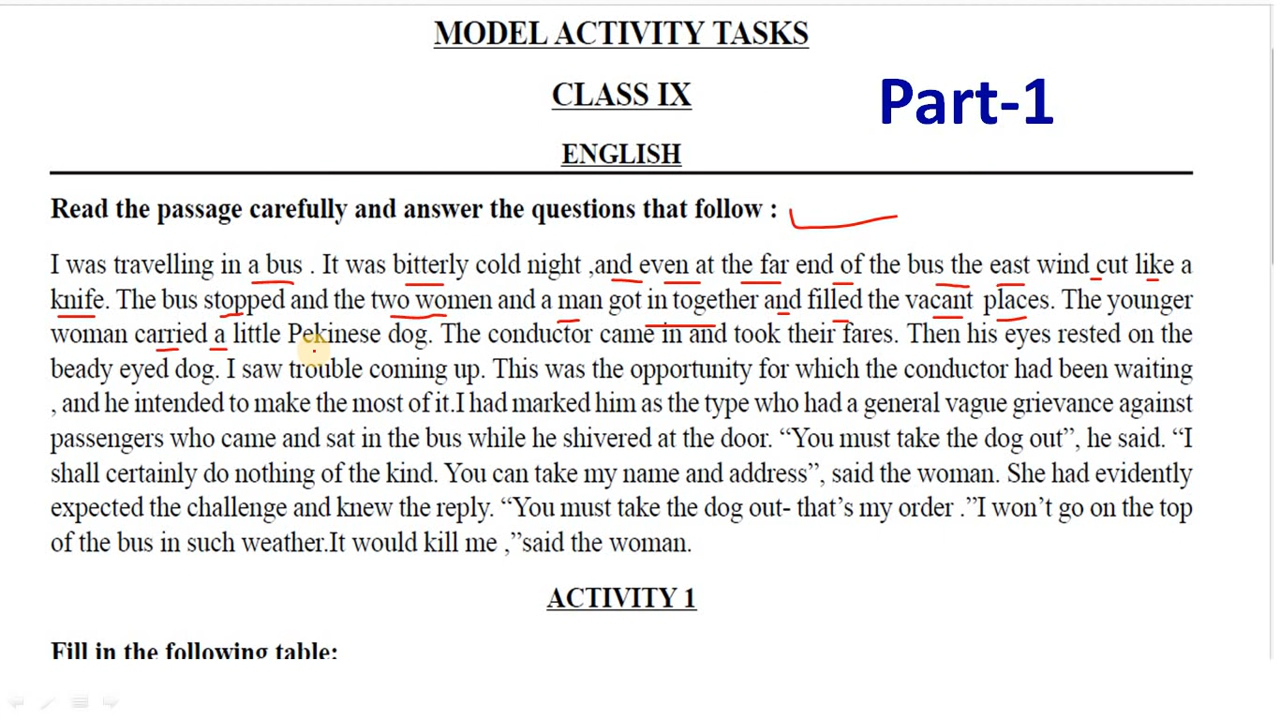 MODEL ACTIVITY TASKS
CLASS IX
Part-1
ENGLISH
Read the passage carefully and answer the questions that follow :
I was travelling in a bus . It was bitterly cold night ,and even at the far end of the bus the east wind cut like a
knife. The bus stopped and the two women and a man got in together and filled the vacant places. The younger
woman carried a little Pekinese dog. The conductor came in and took their fares. Then his eyes rested on the
beady eyed dog. I saw trouble coming up. This was the opportunity for which the conductor had been waiting
, and he intended to make the most of it.I had marked him as the type who had a general vague grievance against
passengers who came and sat in the bus while he shivered at the door. “You must take the dog out”, he said. “I
shall certainly do nothing of the kind. You can take my name and address”, said the woman. She had evidently
expected the challenge and knew the reply. “You must take the dog out- that’s my order .”I won’t go on the top
of the bus in such weather.It would kill me ,”said the woman.
ACTIVITY 1
Fill in the following table: